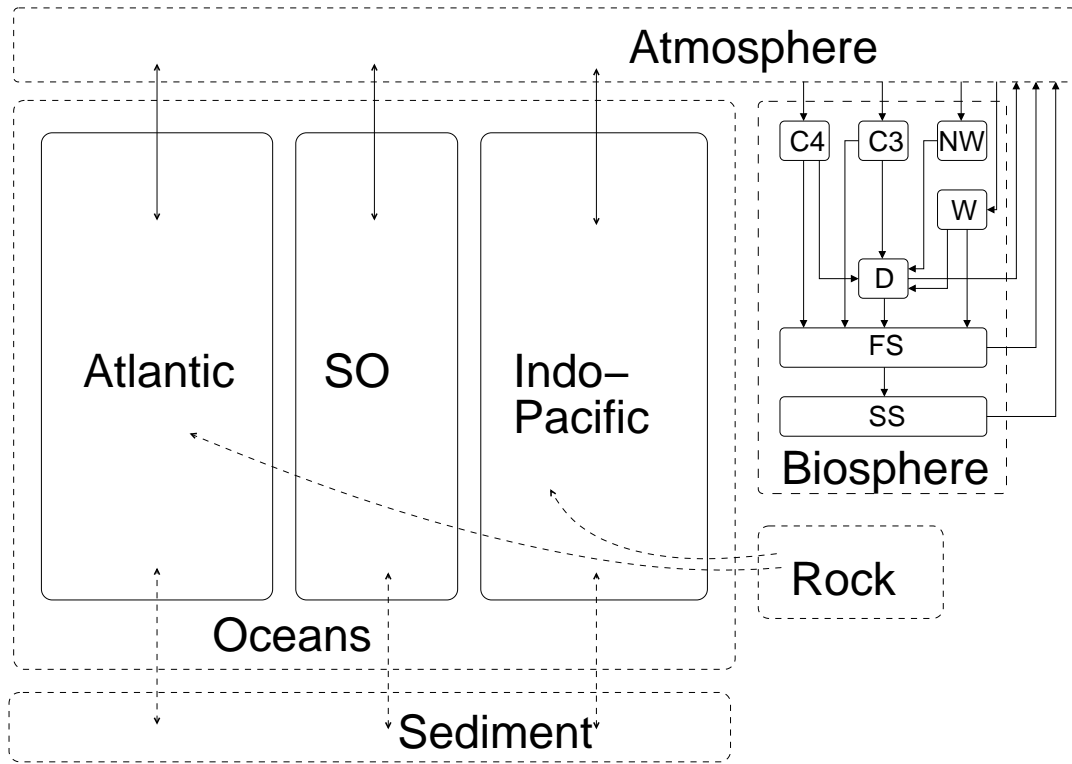 Atmosphere
C4
C3
NW
W
D
FS
SS
Biosphere
Atlantic
SO
Indo–
Pacific
Rock
Oceans
Sediment